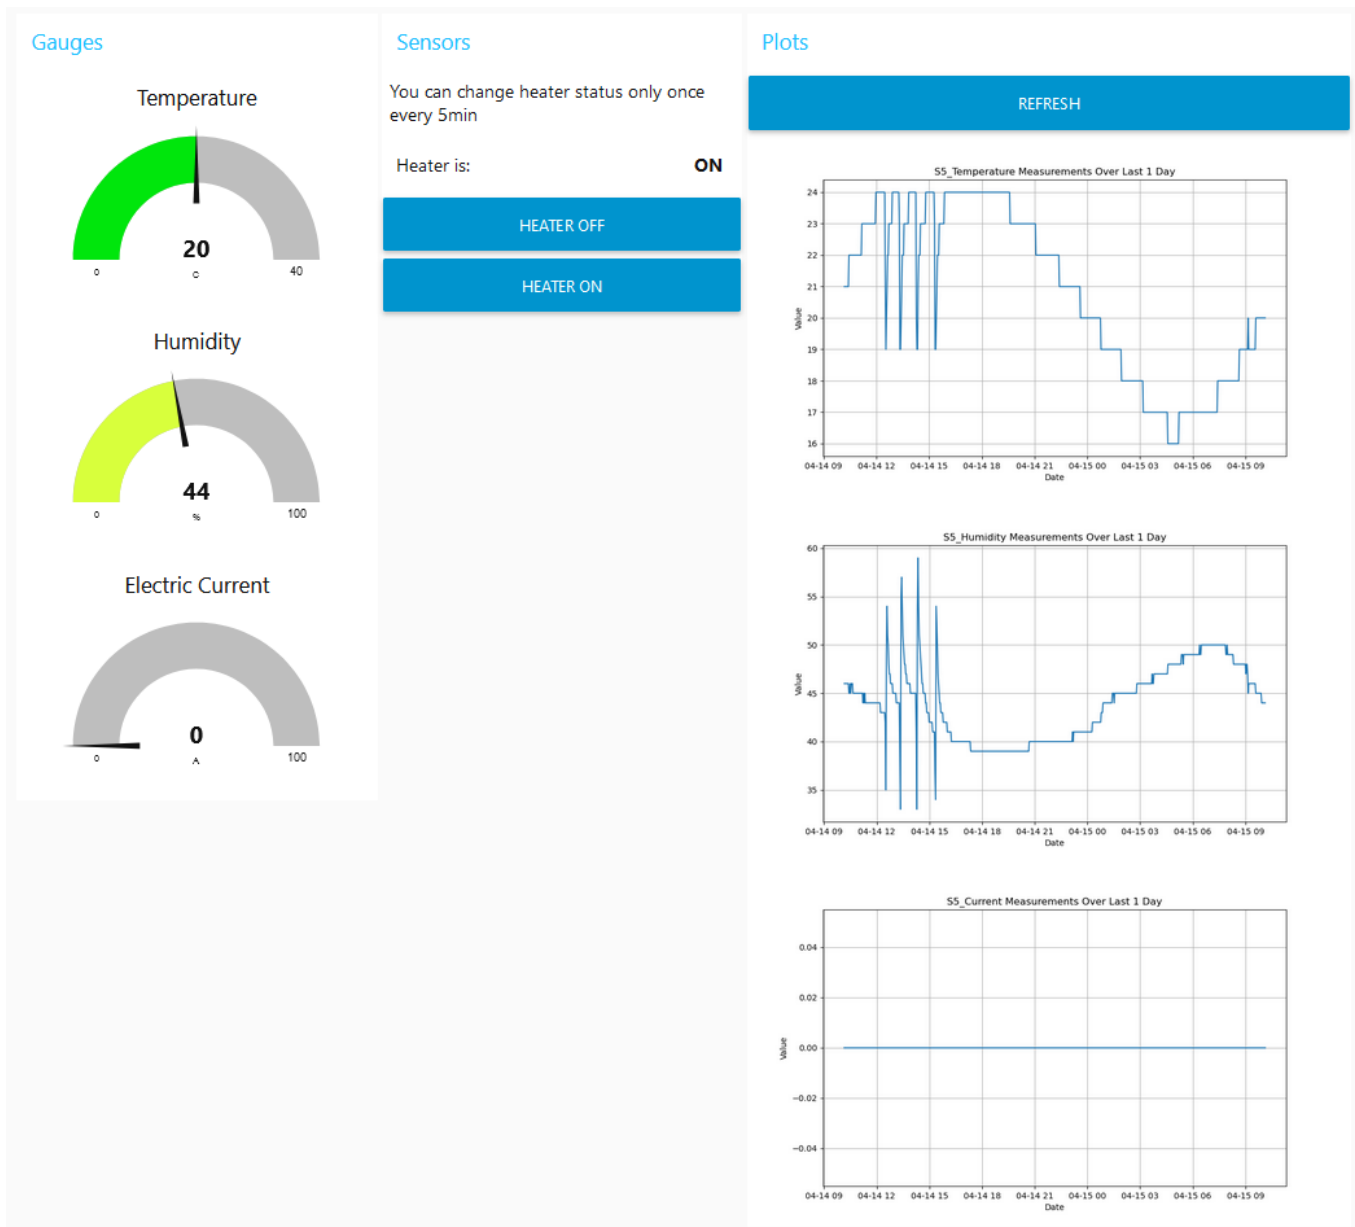 Gauges
Temperature
20
C
0
40
Humidity
44
%
0
100
Electric Current
0
A
0
100
Sensors
You can change heater status only once
every 5min
Heater is: ON
HEATER OFF
HEATER ON
Plots
REFRESH
S5_Temperature Measurements Over Last 1 Day
24
23
22
21
20
19
18
17
16
Value
04-14 09 04-14 12 04-14 15 04-14 18 04-14 21 04-15 00 04-15 03 04-15 06 04-15 09
Date
S5_Humidity Measurements Over Last 1 Day
60
55
50
45
40
35
Value
04-14 09 04-14 12 04-14 15 04-14 18 04-14 21 04-15 00 04-15 03 04-15 06 04-15 09
Date
S5_Current Measurements Over Last 1 Day
0.04
0.02
0.00
−0.02
−0.04
Value
04-14 09 04-14 12 04-14 15 04-14 18 04-14 21 04-15 00 04-15 03 04-15 06 04-15 09
Date